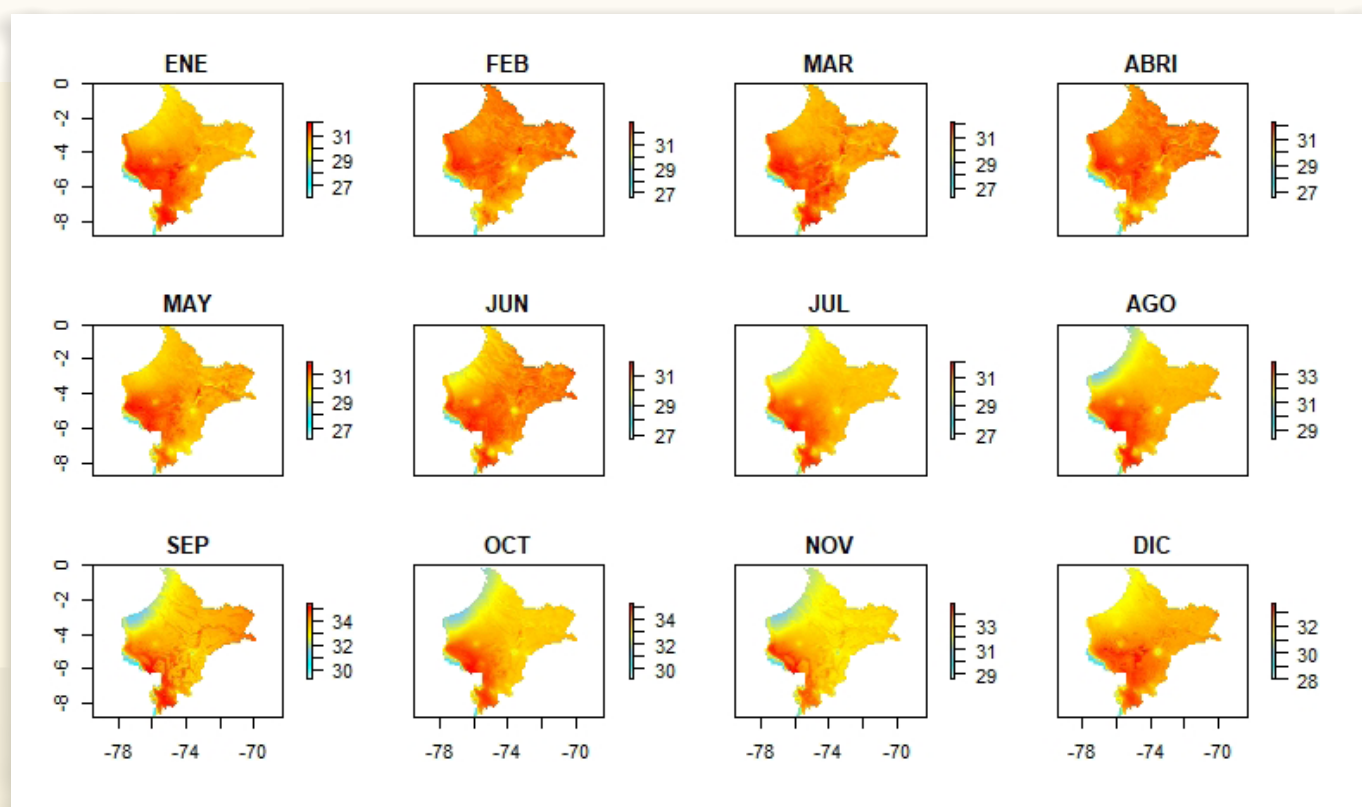 ENE FEB MAR ABRI
0 -2 -4 -6 -8
31 29 27
31 29 27
31 29 27
31 29 27
MAY JUN JUL AGO
0 -2 -4 -6 -8
31 29 27
31 29 27
31 29 27
33 31 29
SEP OCT NOV DIC
0 -2 -4 -6 -8
34 32 30
34 32 30
33 31 29
32 30 28
-78 -74 -70
-78 -74 -70
-78 -74 -70
-78 -74 -70